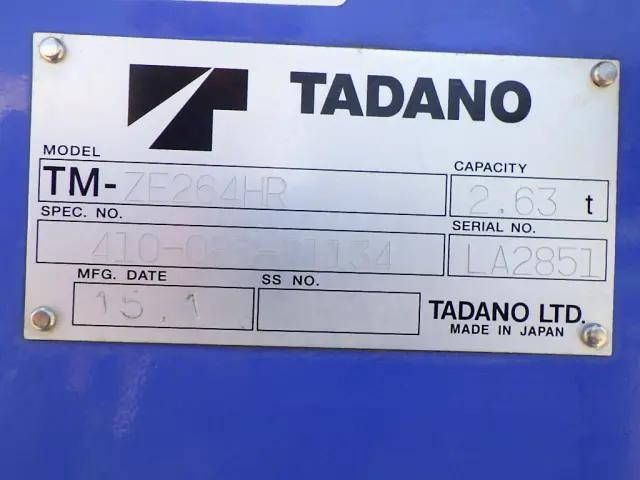 TADANO
MODEL
TM-ZE264HR
CAPACITY
2.63 t
SPEC. NO.
SERIAL NO.
LA2851
MFG. DATE
15.1
SS NO.
TADANO LTD.
MADE IN JAPAN